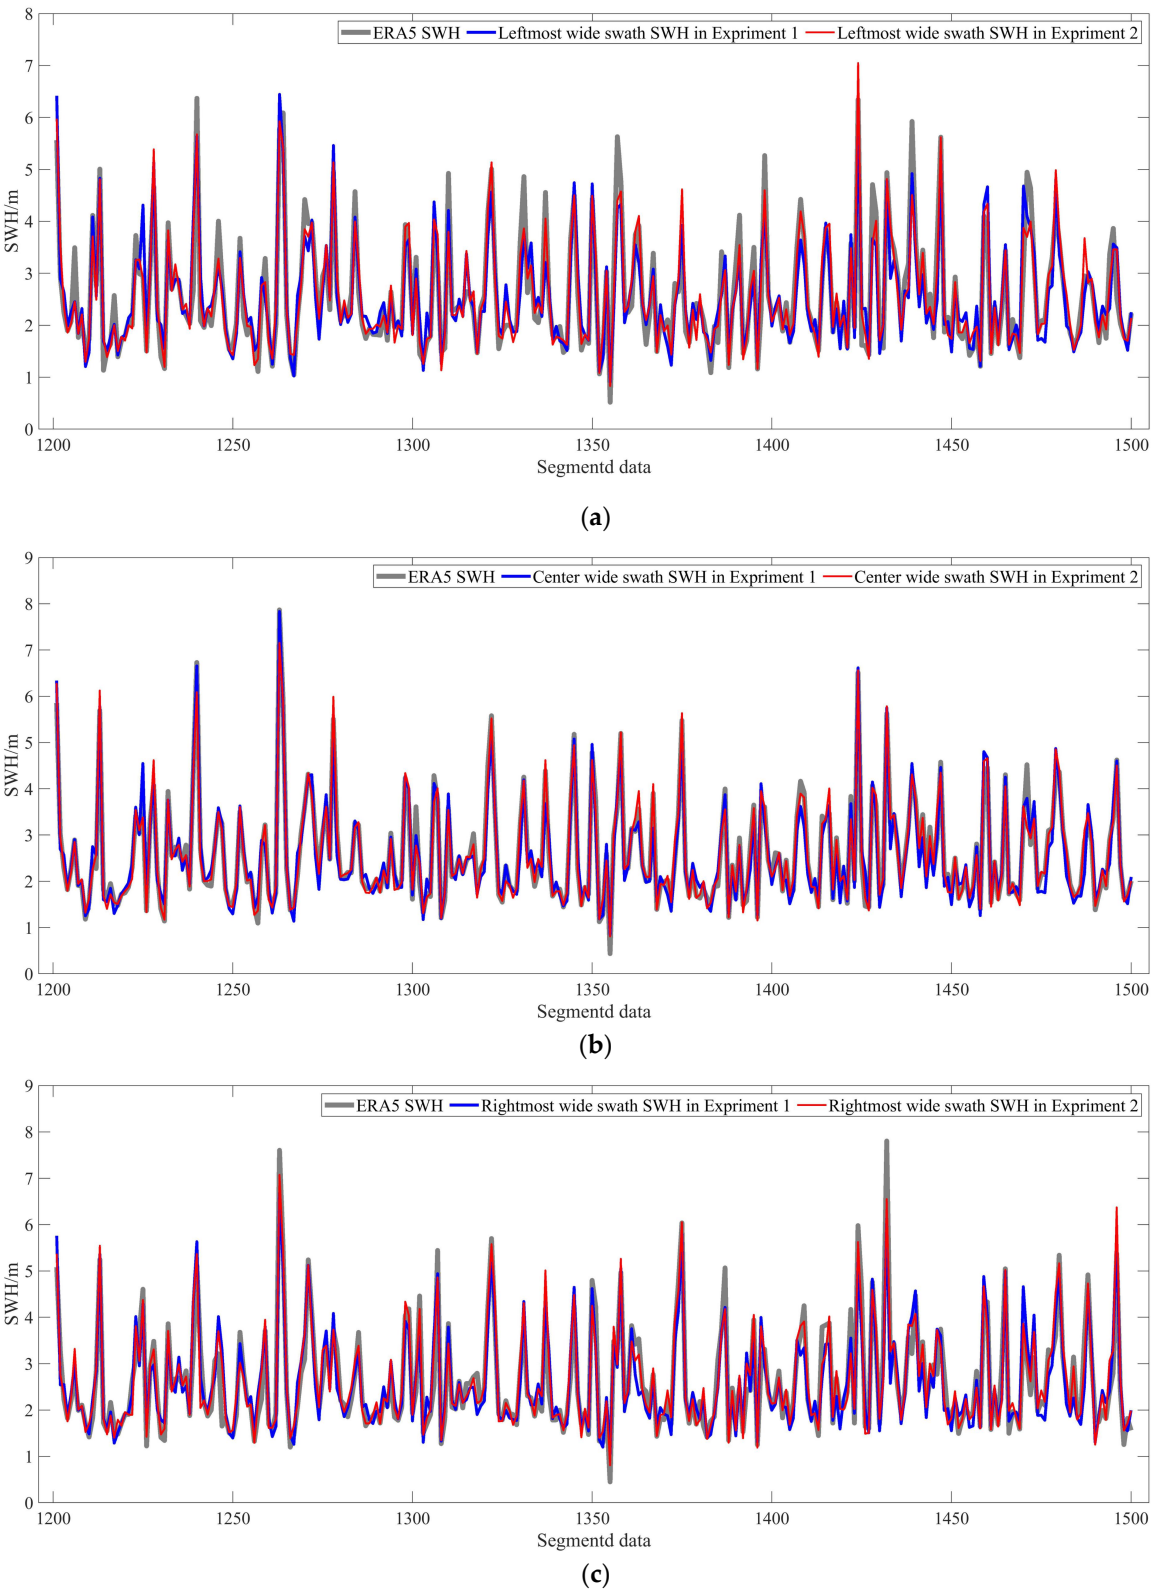 8
7
6
5
4
3
2
1
0
SWH/m
ERA5 SWH Leftmost wide swath SWH in Expriment 1 Leftmost wide swath SWH in Expriment 2
1200 1250 1300 1350 1400 1450 1500
Segmentd data
(a)
9
8
7
6
5
4
3
2
1
0
SWH/m
ERA5 SWH Center wide swath SWH in Expriment 1 Center wide swath SWH in Expriment 2
1200 1250 1300 1350 1400 1450 1500
Segmentd data
(b)
9
8
7
6
5
4
3
2
1
0
SWH/m
ERA5 SWH Rightmost wide swath SWH in Expriment 1 Rightmost wide swath SWH in Expriment 2
1200 1250 1300 1350 1400 1450 1500
Segmentd data
(c)